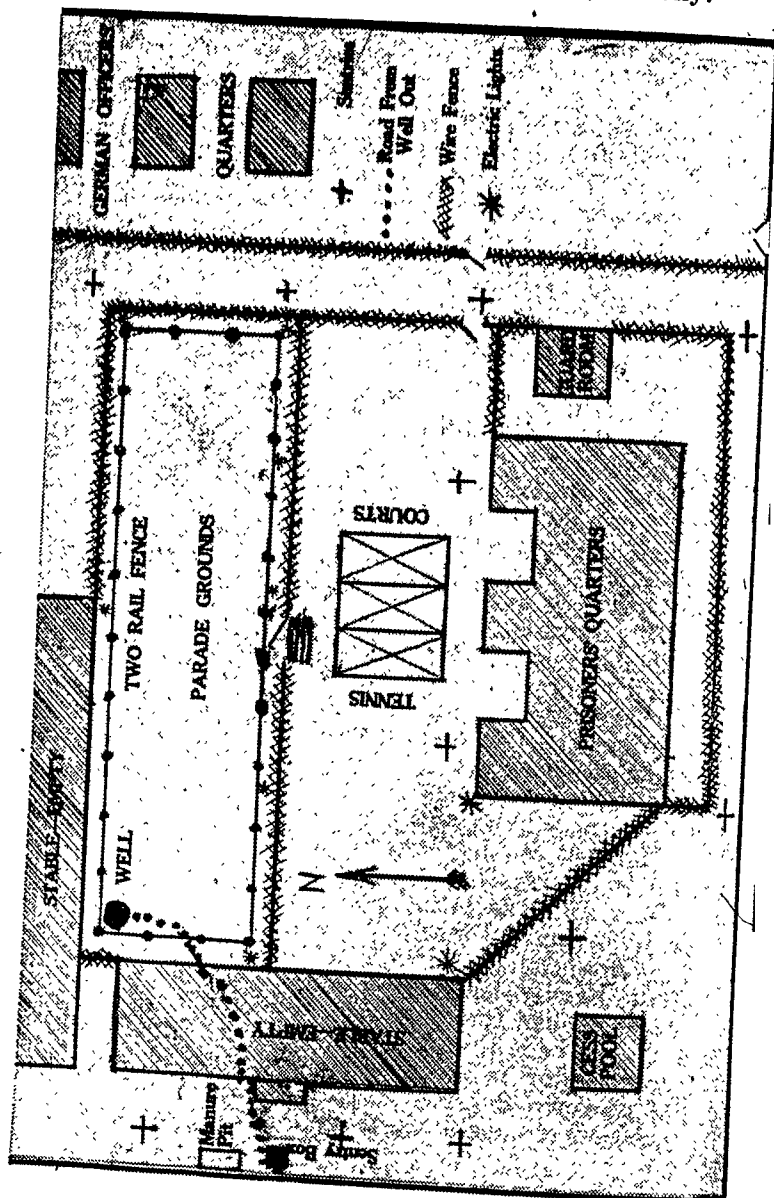 GERMAN OFFICERS
QUARTERS
Sentries
Road From
Well Out
Wire Fence
Electric Lights
TWO RAIL FENCE
PARADE GROUNDS
STABLE-EMPTY
WELL
TENNIS
COURTS
GUARD
ROOM
PRISONERS' QUARTERS
N
STABLE-EMPTY
CESS
POOL
Manure
Pit
Sentry
Box